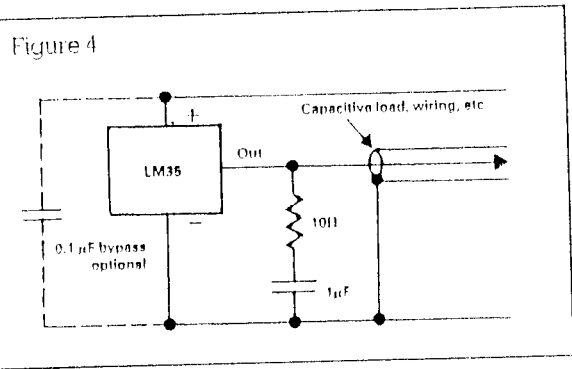 Figure 4
Capacitive load, wiring, etc
+
Out
LM35
−
10Ω
0.1 μF bypass
optional
1μF